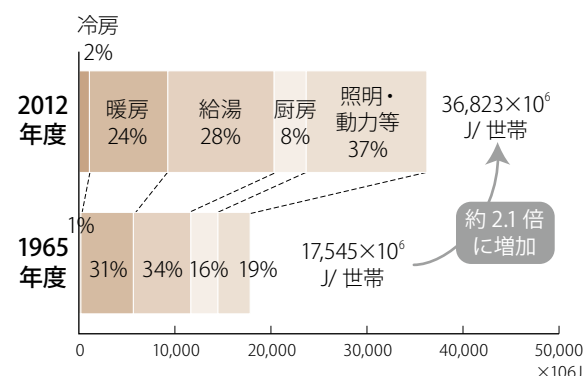 冷房
2%
2012
年度
暖房
24%
給湯
28%
厨房
8%
照明・
動力等
37%
36,823×10⁶
J/ 世帯
約 2.1 倍
に増加
1%
1965
年度
31%
34%
16%
19%
17,545×10⁶
J/ 世帯
0
10,000
20,000
30,000
40,000
50,000
×106J